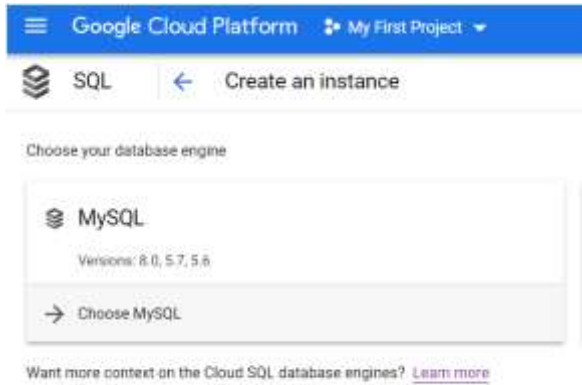 Google Cloud Platform My First Project
SQL Create an instance
Choose your database engine
MySQL
Versions: 8.0, 5.7, 5.6
Choose MySQL
Want more context on the Cloud SQL database engines? Learn more